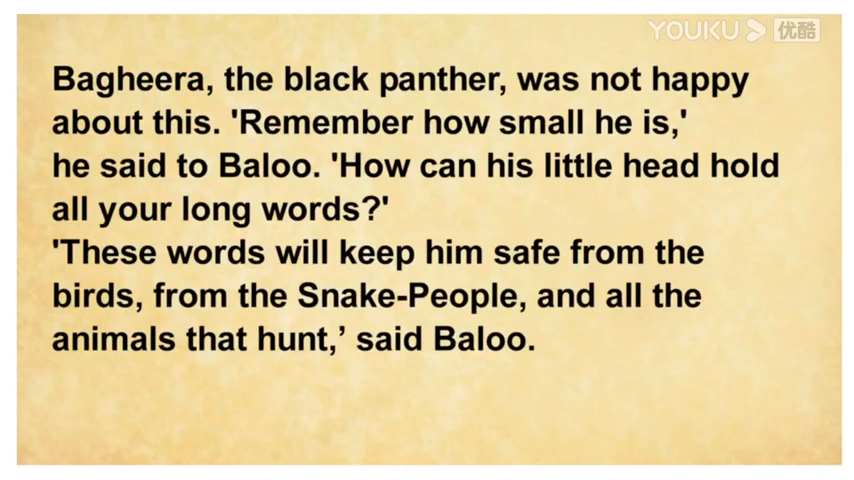 YOUKU 优酷
Bagheera, the black panther, was not happy
about this. 'Remember how small he is,'
he said to Baloo. 'How can his little head hold
all your long words?'
'These words will keep him safe from the
birds, from the Snake-People, and all the
animals that hunt,’ said Baloo.